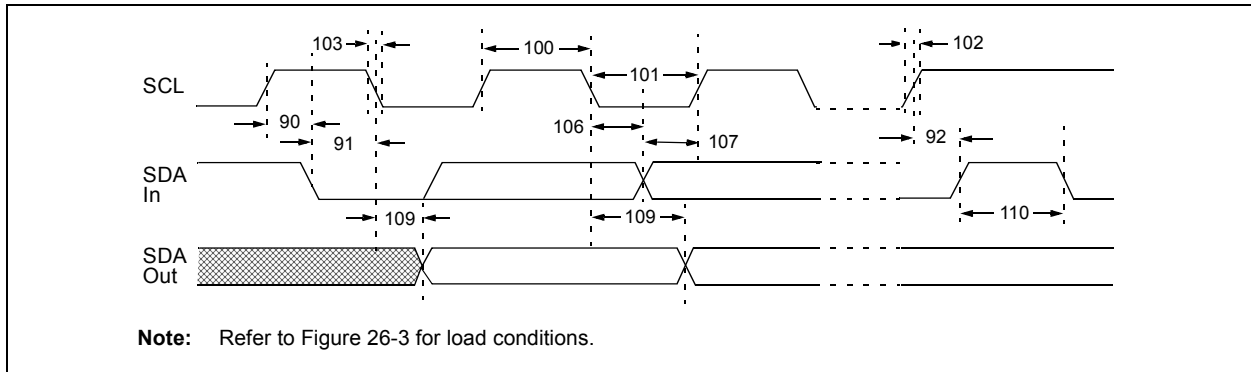 103
100
102
SCL
101
90
106
107
91
92
SDA
In
109
109
110
SDA
Out
Note: Refer to Figure 26-3 for load conditions.